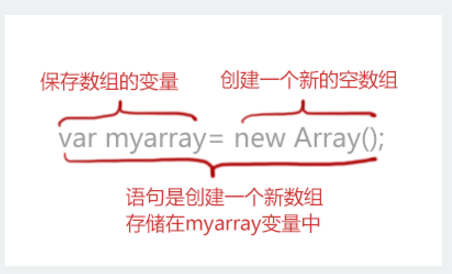 保存数组的变量
创建一个新的空数组
var myarray= new Array();
语句是创建一个新数组
存储在myarray变量中